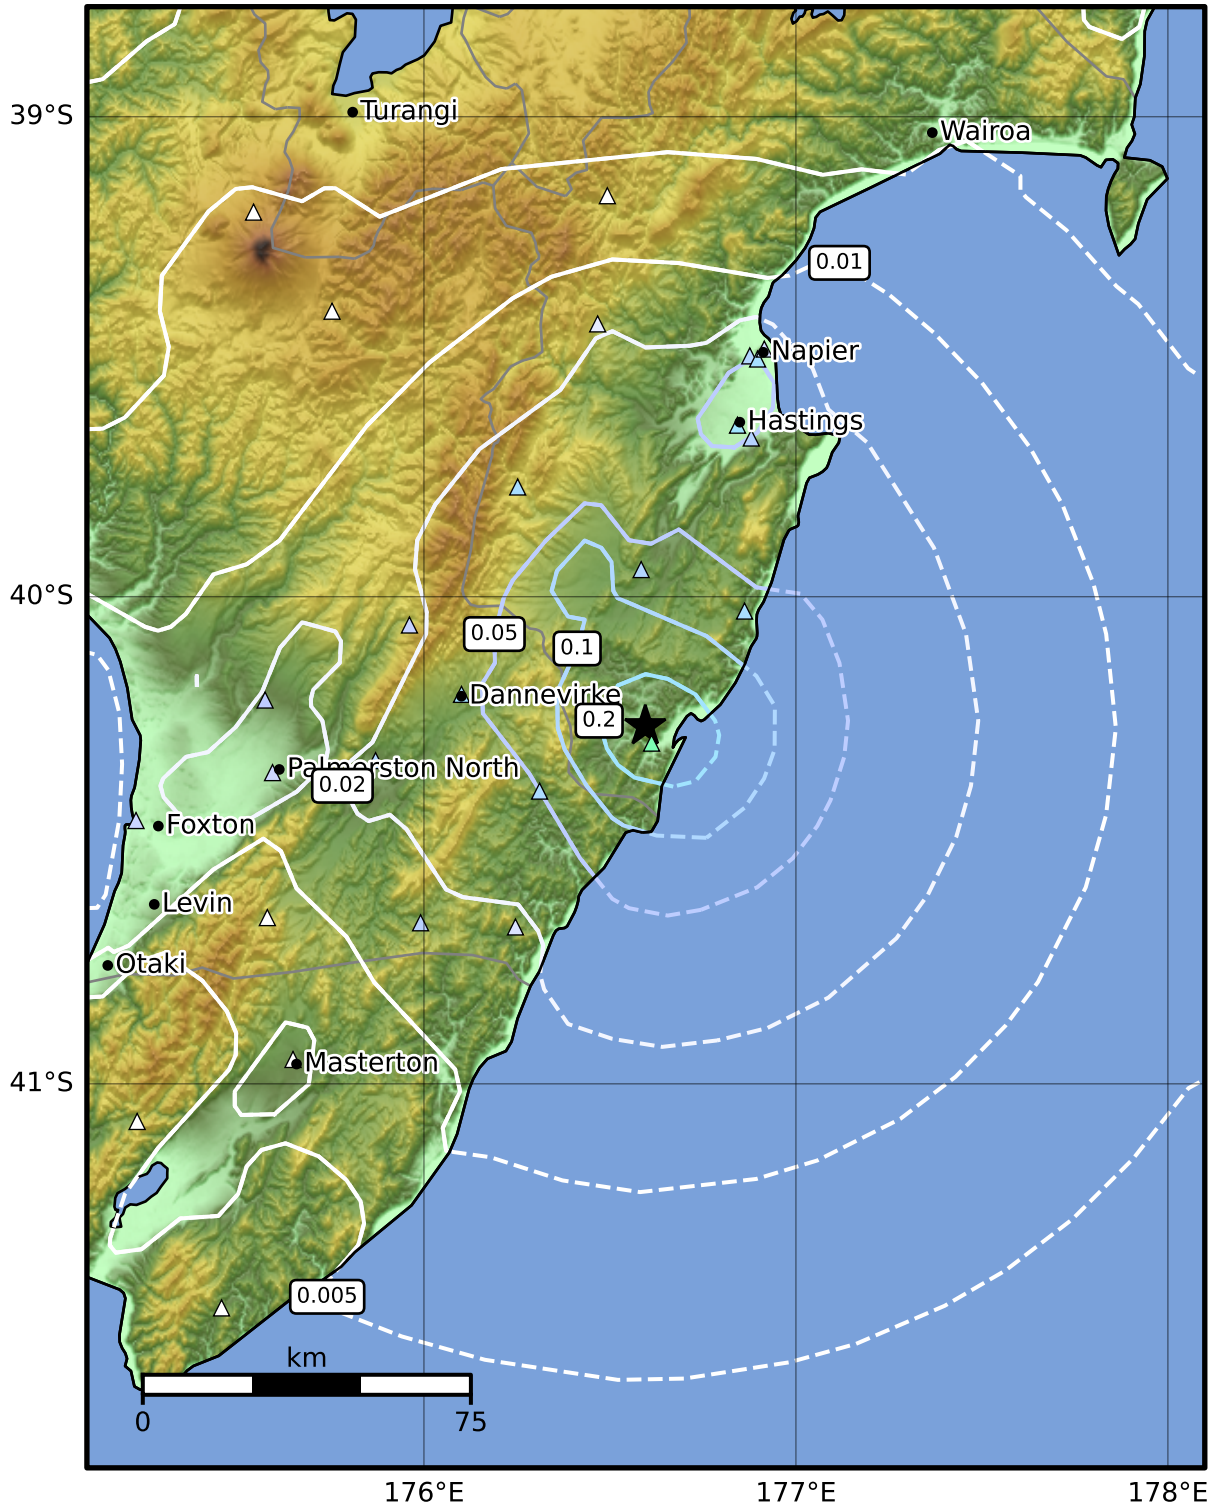 Turangi
39°S
Wairoa
0.01
Napier
Hastings
40°S
0.05
0.1
Dannevirke
0.2
Palmerston North
0.02
Foxton
Levin
Otaki
Masterton
41°S
0.005
km
0
75
176°E
177°E
178°E